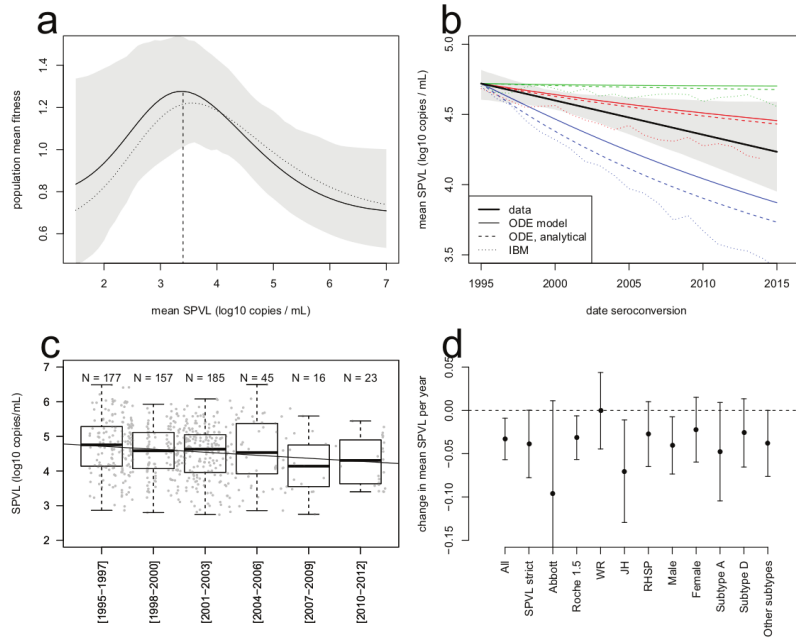 a
population mean fitness
1.4
1.2
1.0
0.8
0.6
2 3 4 5 6 7
mean SPVL (log10 copies / mL)
b
mean SPVL (log10 copies / mL)
5.0
4.5
4.0
3.5
data
ODE model
ODE, analytical
IBM
1995 2000 2005 2010 2015
date seroconversion
c
SPVL (log10 copies/mL)
7
6
5
4
3
2
N = 177 N = 157 N = 185 N = 45 N = 16 N = 23
[1995-1997]
[1998-2000]
[2001-2003]
[2004-2006]
[2007-2009]
[2010-2012]
d
change in mean SPVL per year
0.05
0.00
−0.05
−0.10
−0.15
All
SPVL strict
Abbott
Roche 1.5
WR
JH
RHSP
Male
Female
Subtype A
Subtype D
Other subtypes